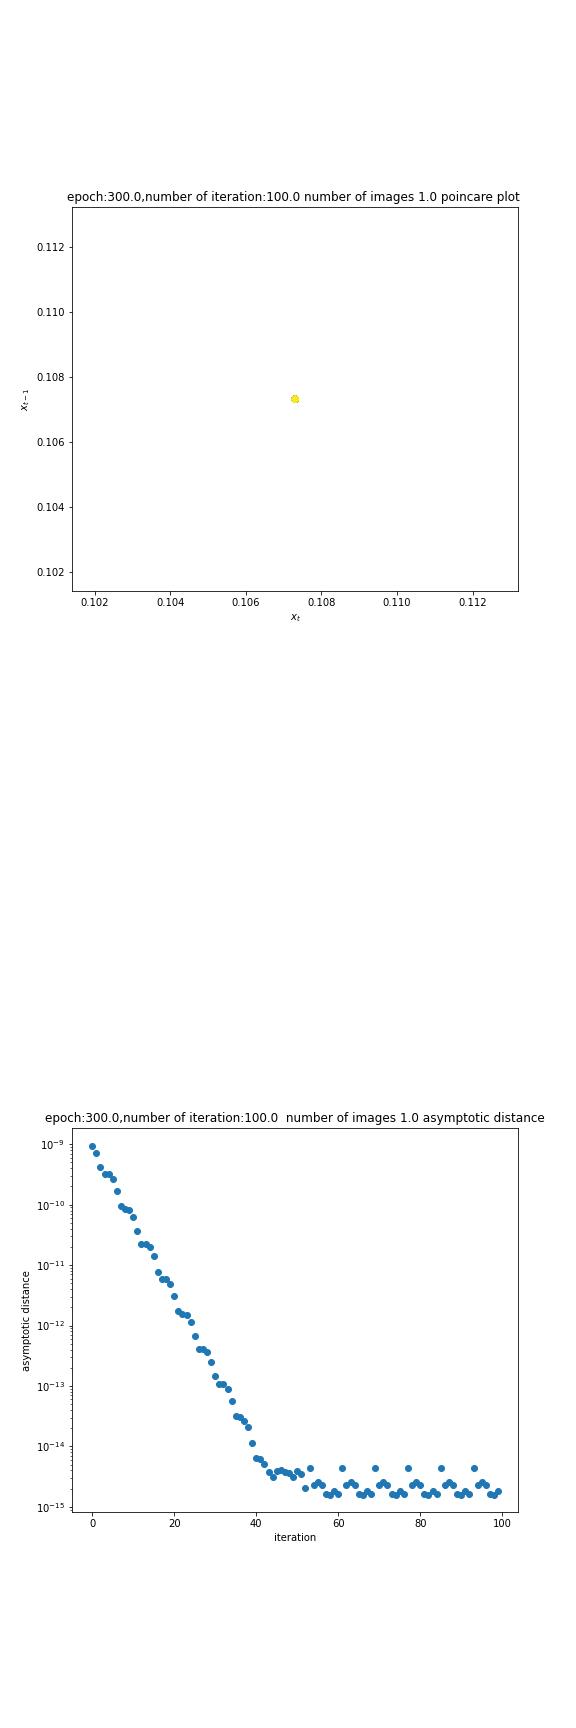 epoch:300.0,number of iteration:100.0 number of images 1.0 poincare plot
0.112
0.110
0.108
0.106
0.104
0.102
x_{t-1}
0.102 0.104 0.106 0.108 0.110 0.112
x_t
epoch:300.0,number of iteration:100.0  number of images 1.0 asymptotic distance
10^{-9}
10^{-10}
10^{-11}
10^{-12}
10^{-13}
10^{-14}
10^{-15}
asymptotic distance
0 20 40 60 80 100
iteration